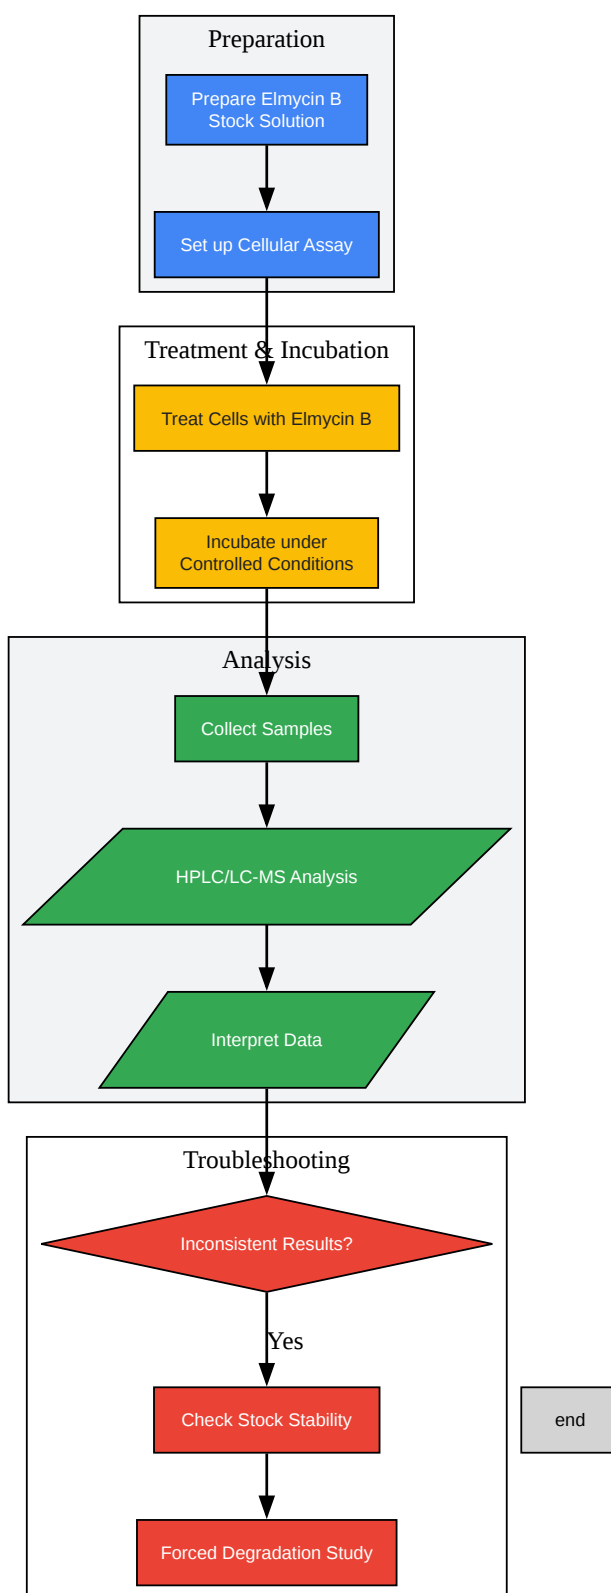 Preparation
Prepare Elmycin B
Stock Solution
Set up Cellular Assay
Treatment & Incubation
Treat Cells with Elmycin B
Incubate under
Controlled Conditions
Analysis
Collect Samples
HPLC/LC-MS Analysis
Interpret Data
Troubleshooting
Inconsistent Results?
Yes
Check Stock Stability
end
Forced Degradation Study